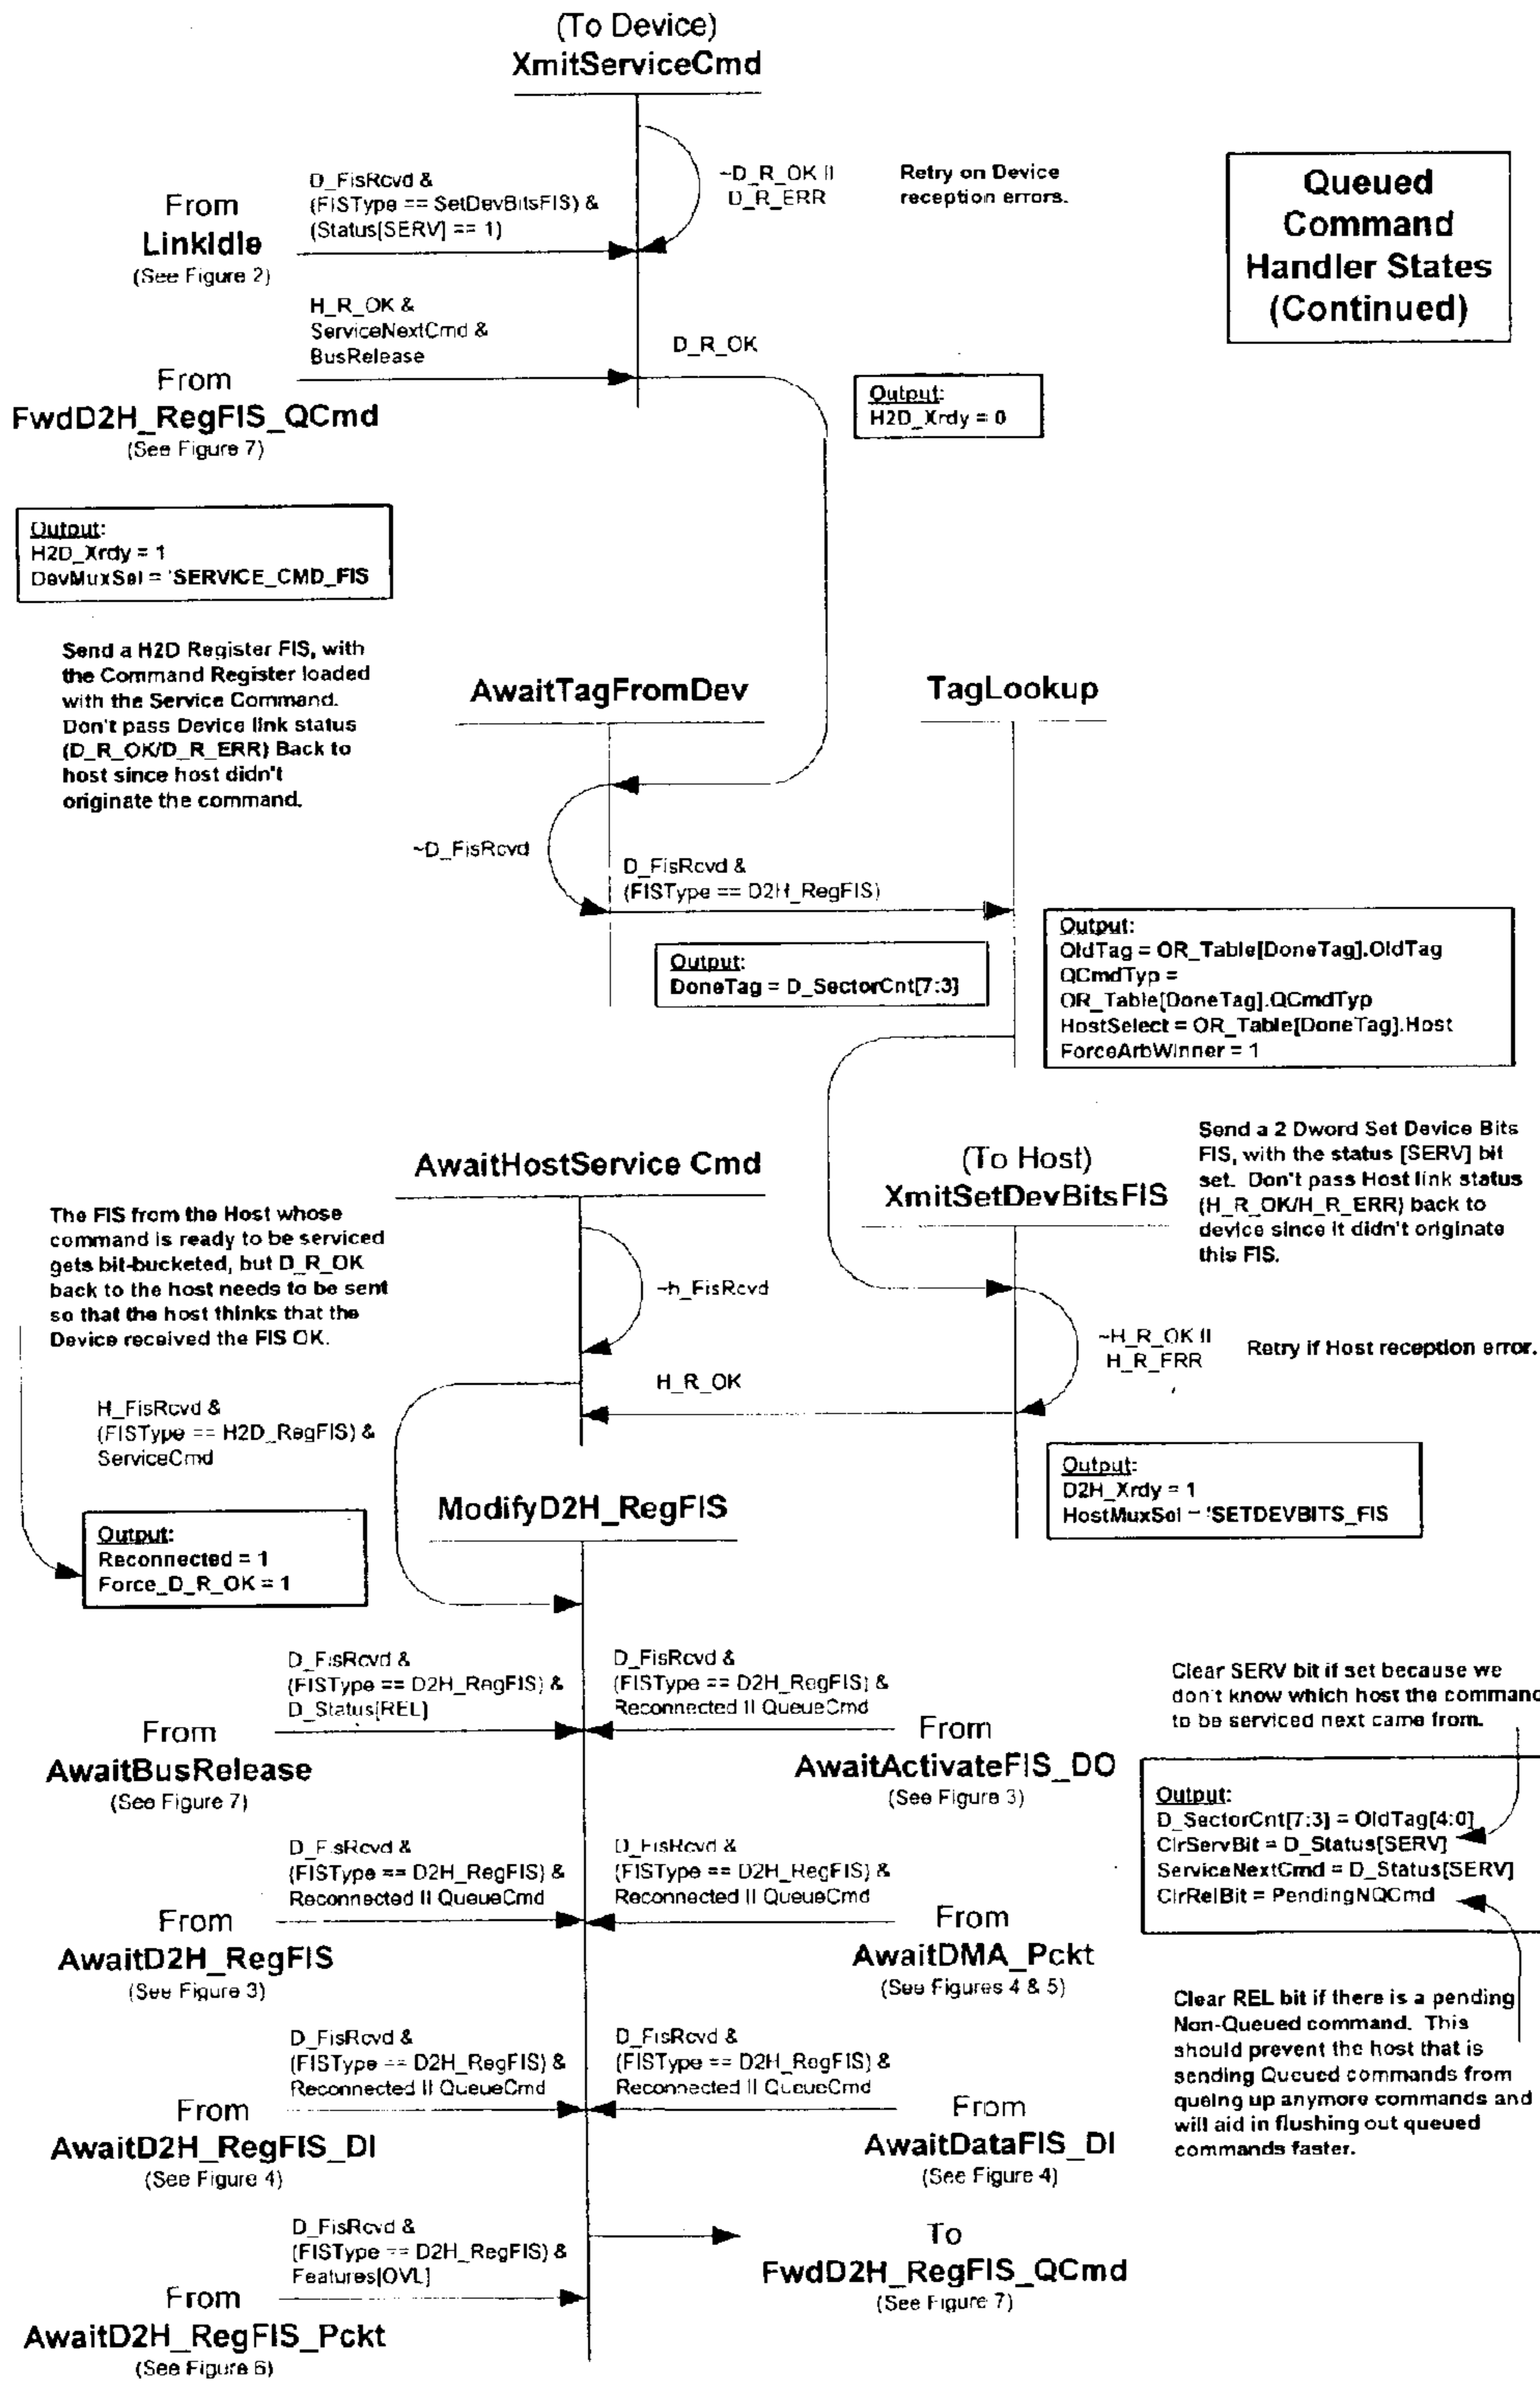 (To Device)
XmitServiceCmd
D_FisRcvd &
(FISType == SetDevBitsFIS) &
(Status[SERV] == 1)
From
LinkIdle
(See Figure 2)
~D_R_OK II
D_R_ERR
Retry on Device
reception errors.
Queued
Command
Handler States
(Continued)
H_R_OK &
ServiceNextCmd &
BusRelease
From
FwdD2H_RegFIS_QCmd
(See Figure 7)
D_R_OK
Output:
H2D_Xrdy = 0
Output:
H2D_Xrdy = 1
DevMuxSel = 'SERVICE_CMD_FIS
Send a H2D Register FIS, with
the Command Register loaded
with the Service Command.
Don't pass Device link status
(D_R_OK/D_R_ERR) Back to
host since host didn't
originate the command.
AwaitTagFromDev
TagLookup
~D_FisRcvd
D_FisRcvd &
(FISType == D2H_RegFIS)
Output:
DoneTag = D_SectorCnt[7:3]
Output:
OldTag = OR_Table[DoneTag].OldTag
QCmdTyp =
OR_Table[DoneTag].QCmdTyp
HostSelect = OR_Table[DoneTag].Host
ForceArbWinner = 1
AwaitHostService Cmd
(To Host)
XmitSetDevBitsFIS
Send a 2 Dword Set Device Bits
FIS, with the status [SERV] bit
set. Don't pass Host link status
(H_R_OK/H_R_ERR) back to
device since it didn't originate
this FIS.
The FIS from the Host whose
command is ready to be serviced
gets bit-bucketed, but D_R_OK
back to the host needs to be sent
so that the host thinks that the
Device received the FIS OK.
~h_FisRcvd
~H_R_OK II
H_R_ERR
Retry if Host reception error.
H_R_OK
H_FisRcvd &
(FISType == H2D_RegFIS) &
ServiceCmd
Output:
D2H_Xrdy = 1
HostMuxSel = 'SETDEVBITS_FIS
ModifyD2H_RegFIS
Output:
Reconnected = 1
Force_D_R_OK = 1
D_FisRcvd &
(FISType == D2H_RegFIS) &
D_Status[REL]
From
AwaitBusRelease
(See Figure 7)
D_FisRcvd &
(FISType == D2H_RegFIS) &
Reconnected II QueueCmd
From
AwaitActivateFIS_DO
(See Figure 3)
Clear SERV bit if set because we
don't know which host the command
to be serviced next came from.
Output:
D_SectorCnt[7:3] = OldTag[4:0]
ClrServBit = D_Status[SERV]
ServiceNextCmd = D_Status[SERV]
ClrRelBit = PendingNQCmd
D_FisRcvd &
(FISType == D2H_RegFIS) &
Reconnected II QueueCmd
From
AwaitD2H_RegFIS
(See Figure 3)
D_FisRcvd &
(FISType == D2H_RegFIS) &
Reconnected II QueueCmd
From
AwaitDMA_Pckt
(See Figures 4 & 5)
Clear REL bit if there is a pending
Non-Queued command. This
should prevent the host that is
sending Queued commands from
queing up anymore commands and
will aid in flushing out queued
commands faster.
D_FisRcvd &
(FISType == D2H_RegFIS) &
Reconnected II QueueCmd
From
AwaitD2H_RegFIS_DI
(See Figure 4)
D_FisRcvd &
(FISType == D2H_RegFIS) &
Reconnected II QueueCmd
From
AwaitDataFIS_DI
(See Figure 4)
D_FisRcvd &
(FISType == D2H_RegFIS) &
Features[OVL]
From
AwaitD2H_RegFIS_Pckt
(See Figure 6)
To
FwdD2H_RegFIS_QCmd
(See Figure 7)